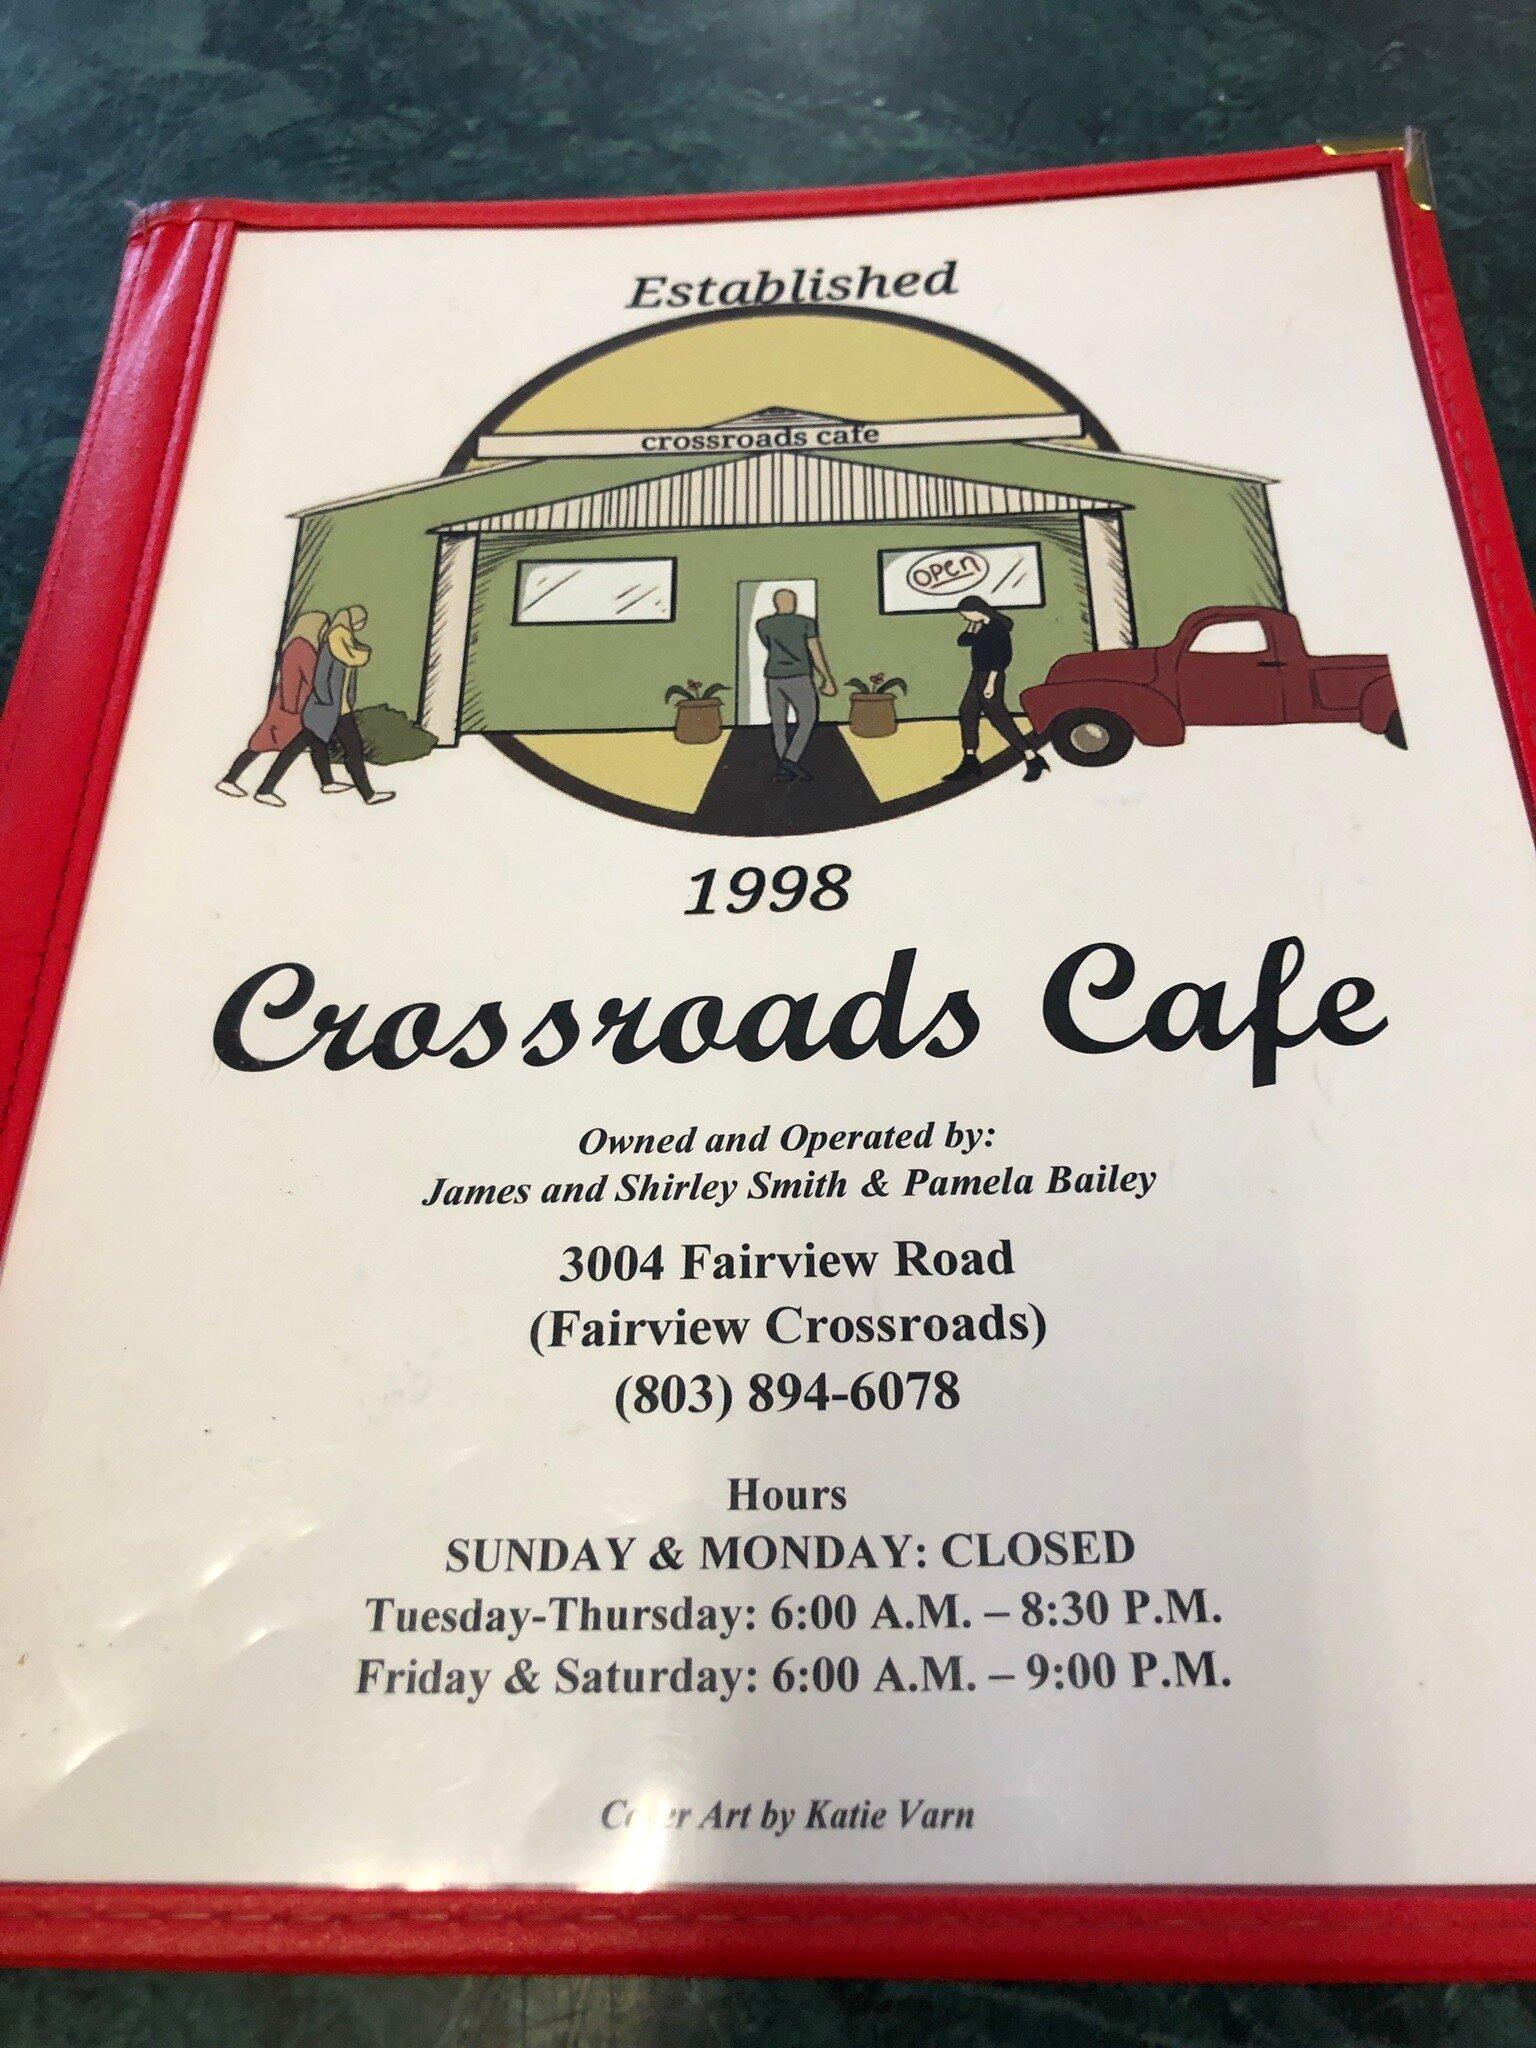 Established
crossroads cafe
OPEN
1998
Crossroads Cafe
Owned and Operated by:
James and Shirley Smith & Pamela Bailey
3004 Fairview Road
(Fairview Crossroads)
(803) 894-6078
Hours
SUNDAY & MONDAY: CLOSED
Tuesday-Thursday: 6:00 A.M. – 8:30 P.M.
Friday & Saturday: 6:00 A.M. – 9:00 P.M.
Cover Art by Katie Varn